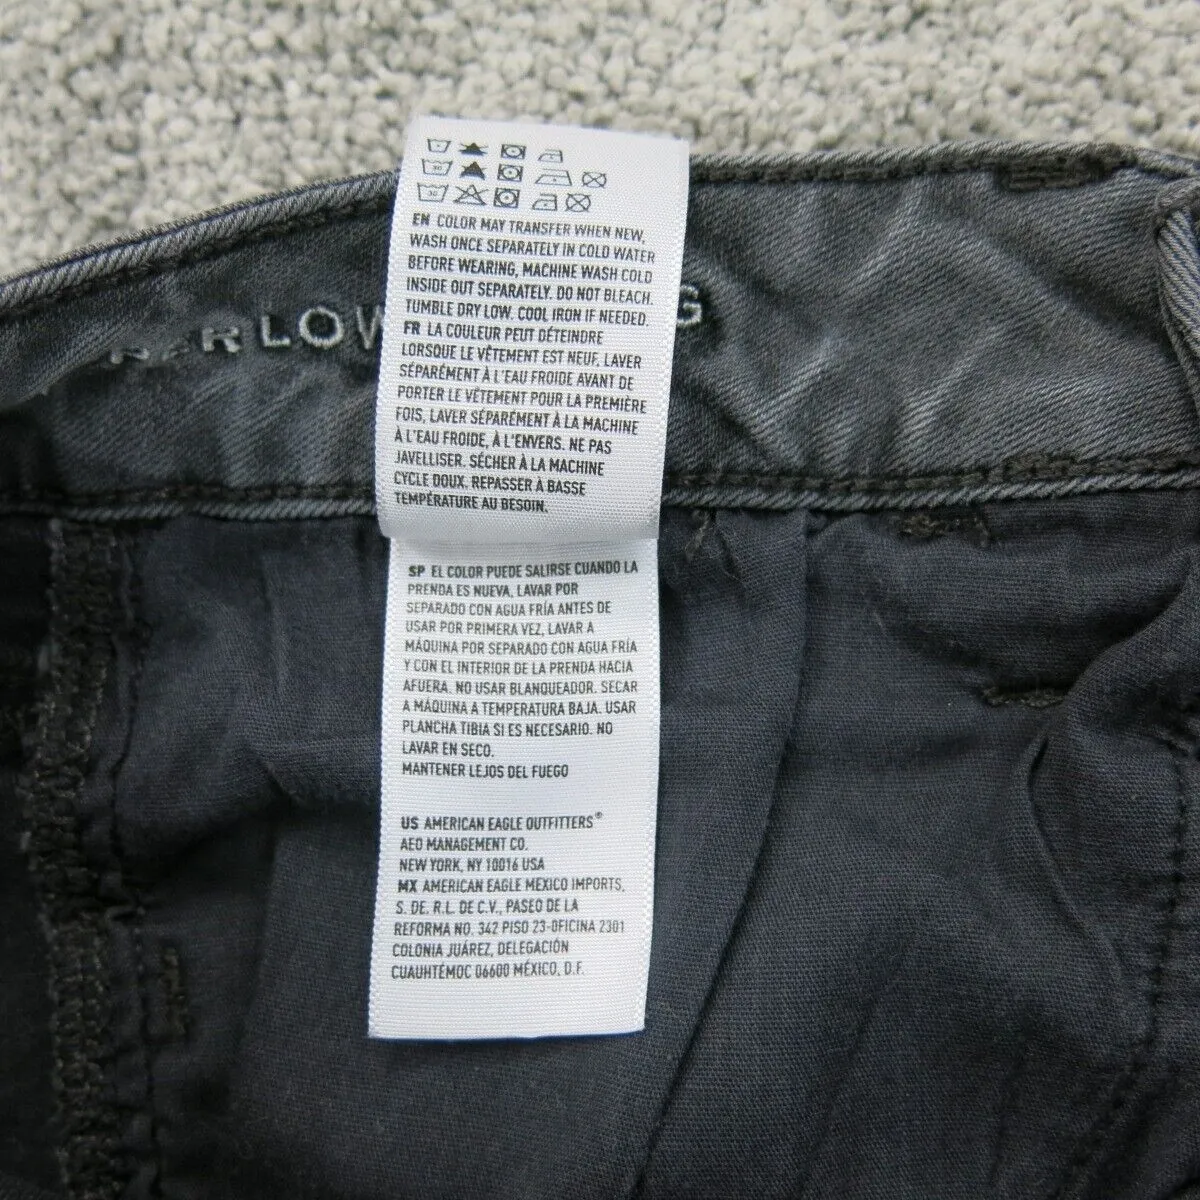 EN COLOR MAY TRANSFER WHEN NEW,
WASH ONCE SEPARATELY IN COLD WATER
BEFORE WEARING, MACHINE WASH COLD
INSIDE OUT SEPARATELY. DO NOT BLEACH.
TUMBLE DRY LOW. COOL IRON IF NEEDED.
FR LA COULEUR PEUT DÉTEINDRE
LORSQUE LE VÊTEMENT EST NEUF, LAVER
SÉPARÉMENT À L'EAU FROIDE AVANT DE
PORTER LE VÊTEMENT POUR LA PREMIÈRE
FOIS, LAVER SÉPARÉMENT À LA MACHINE
À L'EAU FROIDE, À L'ENVERS. NE PAS
JAVELLISER. SÉCHER À LA MACHINE
CYCLE DOUX. REPASSER À BASSE
TEMPÉRATURE AU BESOIN.
LOW
G
SP EL COLOR PUEDE SALIRSE CUANDO LA
PRENDA ES NUEVA, LAVAR POR
SEPARADO CON AGUA FRÍA ANTES DE
USAR POR PRIMERA VEZ, LAVAR A
MÁQUINA POR SEPARADO CON AGUA FRÍA
Y CON EL INTERIOR DE LA PRENDA HACIA
AFUERA. NO USAR BLANQUEADOR. SECAR
A MÁQUINA A TEMPERATURA BAJA. USAR
PLANCHA TIBIA SI ES NECESARIO. NO
LAVAR EN SECO.
MANTENER LEJOS DEL FUEGO
US AMERICAN EAGLE OUTFITTERS®
AEO MANAGEMENT CO.
NEW YORK, NY 10016 USA
MX AMERICAN EAGLE MEXICO IMPORTS,
S. DE. R.L. DE C.V., PASEO DE LA
REFORMA NO. 342 PISO 23-OFICINA 2301
COLONIA JUÁREZ, DELEGACIÓN
CUAUHTÉMOC 06600 MÉXICO, D.F.